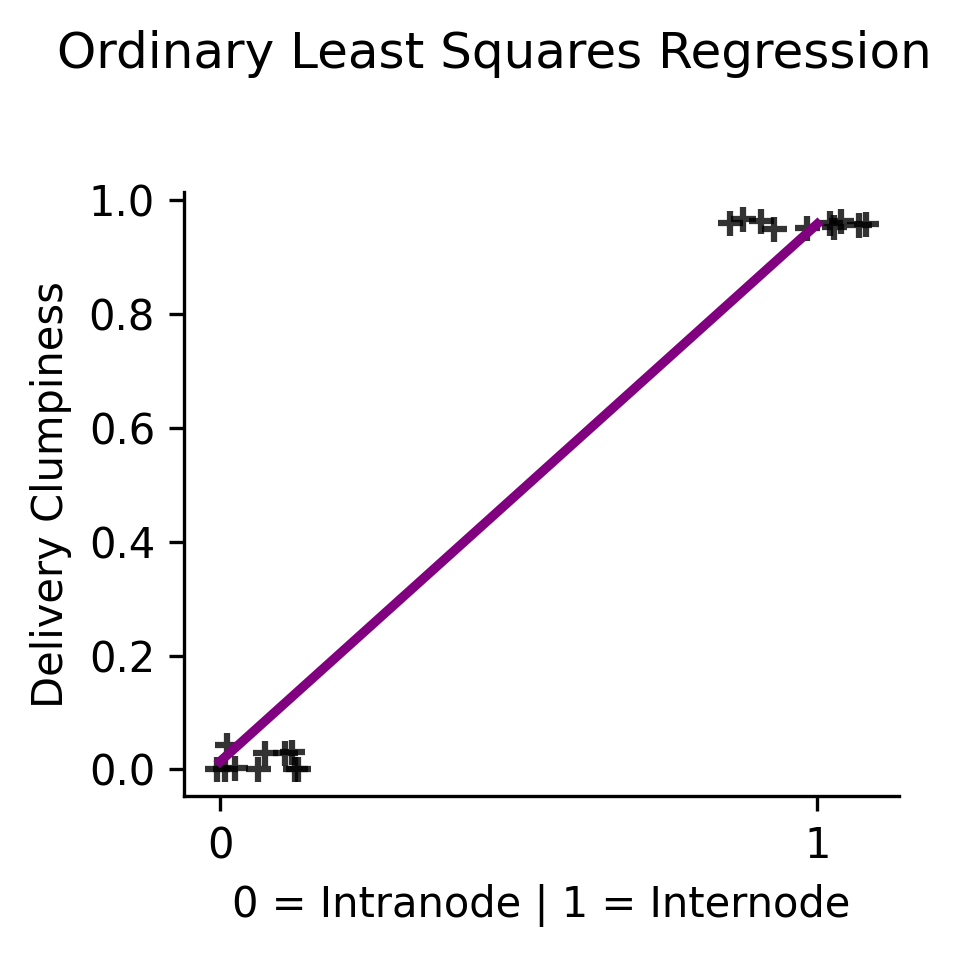 Ordinary Least Squares Regression
1.0
0.8
0.6
0.4
0.2
0.0
Delivery Clumpiness
0
1
0 = Intranode | 1 = Internode